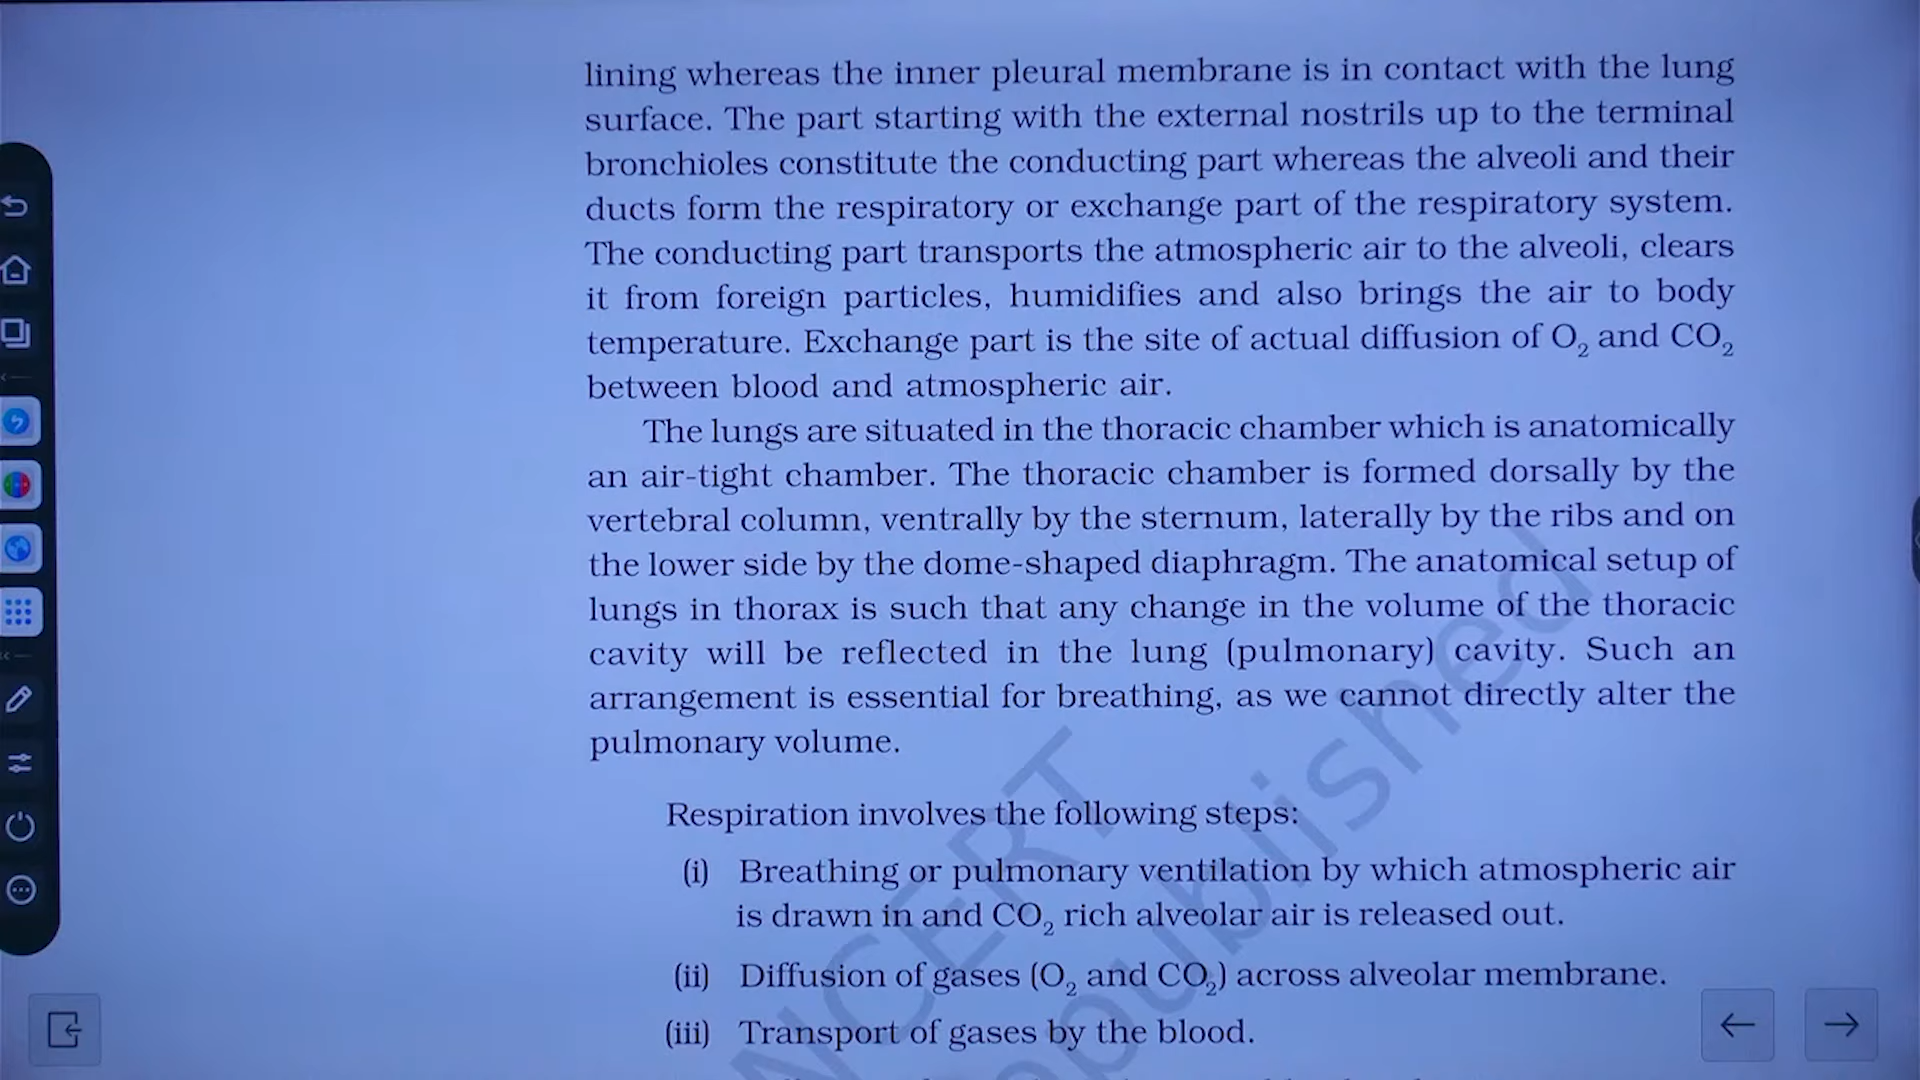 lining whereas the inner pleural membrane is in contact with the lung
surface. The part starting with the external nostrils up to the terminal
bronchioles constitute the conducting part whereas the alveoli and their
ducts form the respiratory or exchange part of the respiratory system.
The conducting part transports the atmospheric air to the alveoli, clears
it from foreign particles, humidifies and also brings the air to body
temperature. Exchange part is the site of actual diffusion of O₂ and CO₂
between blood and atmospheric air.
The lungs are situated in the thoracic chamber which is anatomically
an air-tight chamber. The thoracic chamber is formed dorsally by the
vertebral column, ventrally by the sternum, laterally by the ribs and on
the lower side by the dome-shaped diaphragm. The anatomical setup of
lungs in thorax is such that any change in the volume of the thoracic
cavity will be reflected in the lung (pulmonary) cavity. Such an
arrangement is essential for breathing, as we cannot directly alter the
pulmonary volume.
Respiration involves the following steps:
(i) Breathing or pulmonary ventilation by which atmospheric air
is drawn in and CO₂ rich alveolar air is released out.
(ii) Diffusion of gases (O₂ and CO₂) across alveolar membrane.
(iii) Transport of gases by the blood.
NCERT
republished